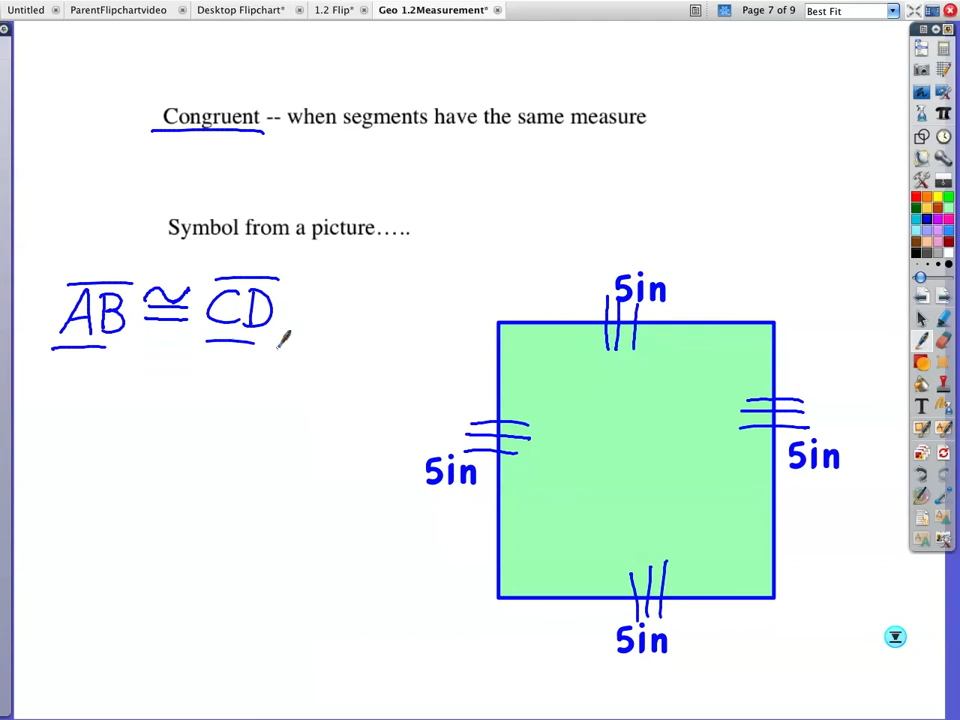 Untitled ParentFlipchartvideo Desktop Flipchart* 1.2 Flip* Geo 1.2Measurement* Page 7 of 9 Best Fit
Congruent -- when segments have the same measure
Symbol from a picture.....
AB ≅ CD
5in
5in
5in
5in